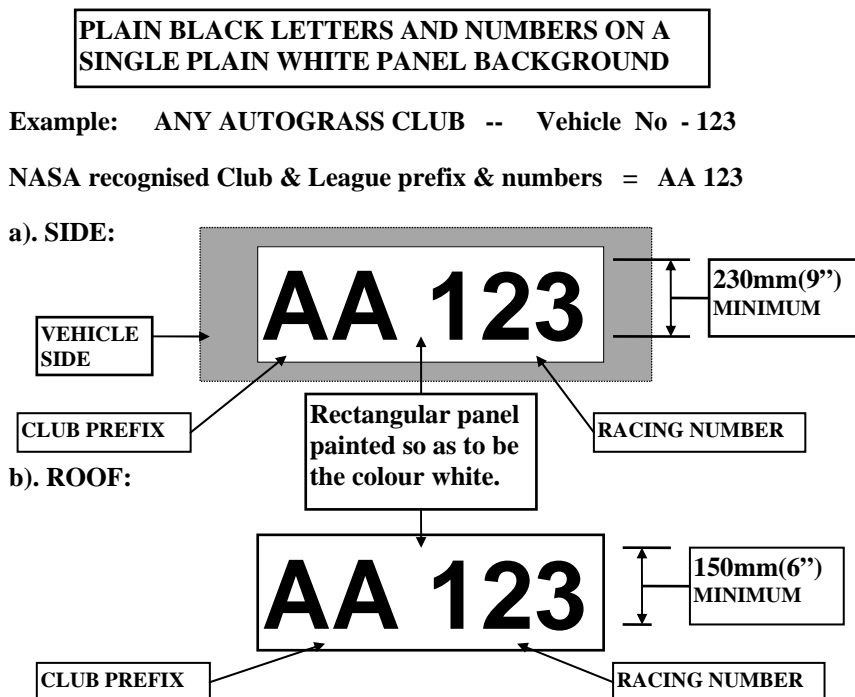 PLAIN BLACK LETTERS AND NUMBERS ON A
SINGLE PLAIN WHITE PANEL BACKGROUND
Example: ANY AUTOGRASS CLUB -- Vehicle No - 123
NASA recognised Club & League prefix & numbers = AA 123
a). SIDE:
AA 123
230mm(9”)
MINIMUM
VEHICLE
SIDE
CLUB PREFIX
Rectangular panel
painted so as to be
the colour white.
RACING NUMBER
b). ROOF:
AA 123
150mm(6”)
MINIMUM
CLUB PREFIX
RACING NUMBER